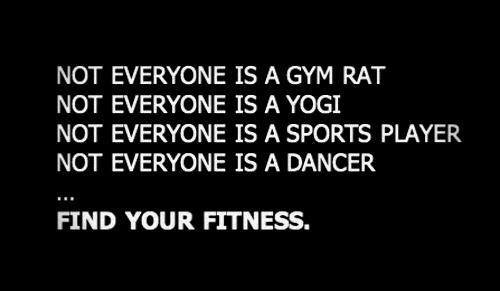 NOT EVERYONE IS A GYM RAT
NOT EVERYONE IS A YOGI
NOT EVERYONE IS A SPORTS PLAYER
NOT EVERYONE IS A DANCER
...
FIND YOUR FITNESS.